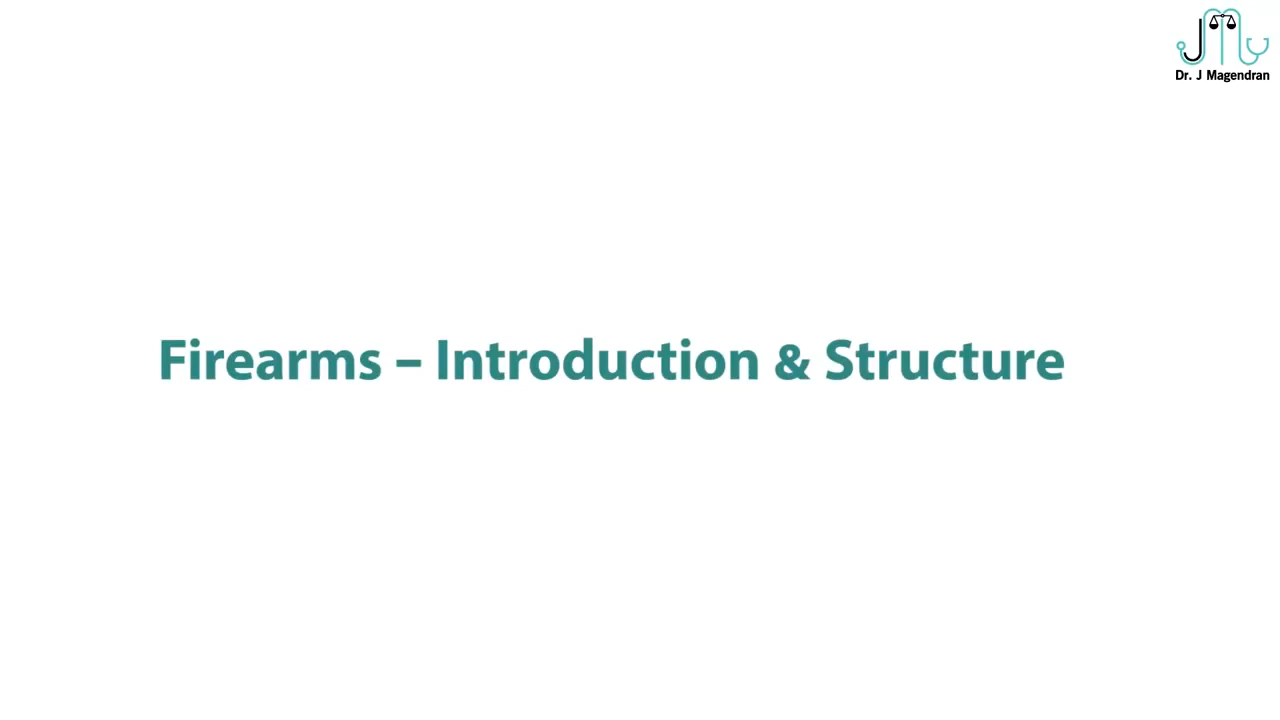 Dr. J Magendran
Firearms – Introduction & Structure